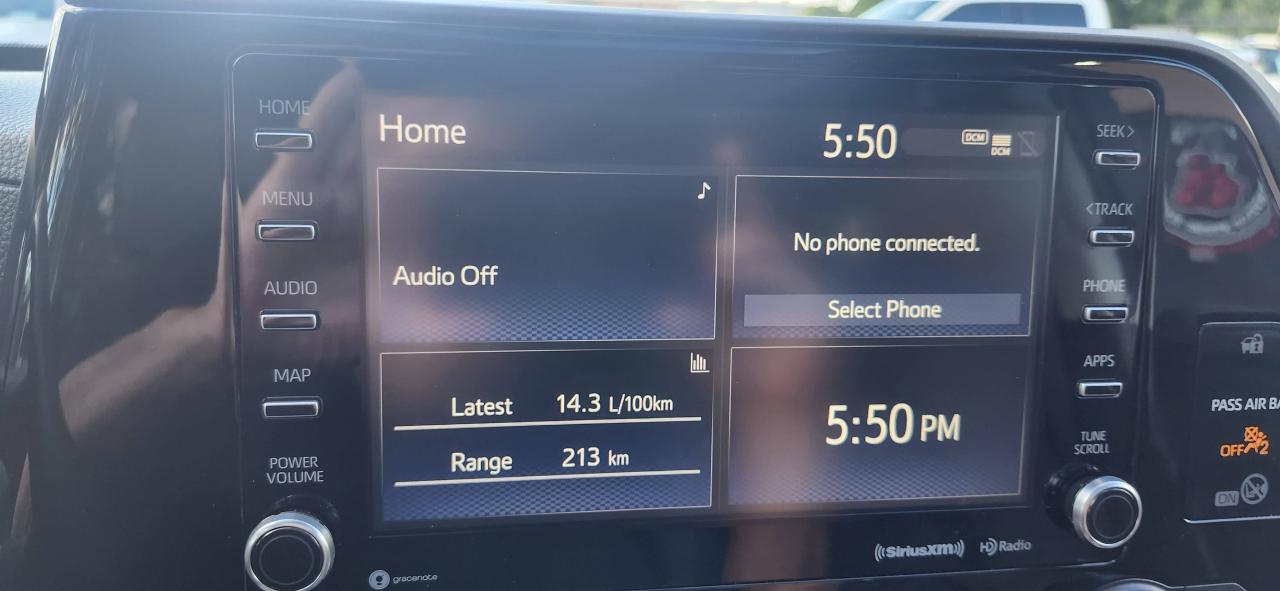 HOME
MENU
AUDIO
MAP
POWER
VOLUME
Home
5:50
DCM
DCM
Audio Off
No phone connected.
Select Phone
Latest 14.3 L/100km
Range 213 km
5:50 PM
SEEK >
<TRACK
PHONE
APPS
TUNE
SCROLL
PASS AIR BA
OFF 2
ON
gracenote
((SiriusXM))
HD Radio